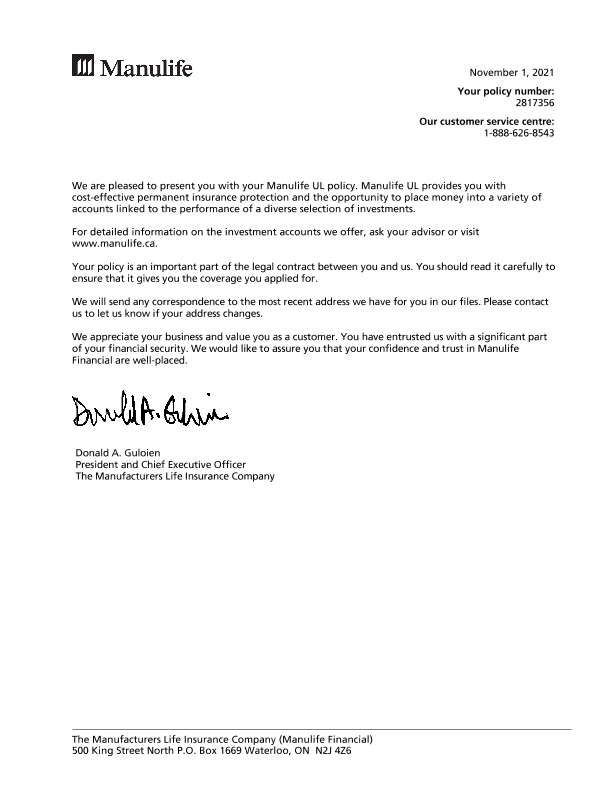 Manulife
November 1, 2021
Your policy number:
2817356
Our customer service centre:
1-888-626-8543
We are pleased to present you with your Manulife UL policy. Manulife UL provides you with
cost-effective permanent insurance protection and the opportunity to place money into a variety of
accounts linked to the performance of a diverse selection of investments.
For detailed information on the investment accounts we offer, ask your advisor or visit
www.manulife.ca.
Your policy is an important part of the legal contract between you and us. You should read it carefully to
ensure that it gives you the coverage you applied for.
We will send any correspondence to the most recent address we have for you in our files. Please contact
us to let us know if your address changes.
We appreciate your business and value you as a customer. You have entrusted us with a significant part
of your financial security. We would like to assure you that your confidence and trust in Manulife
Financial are well-placed.
Donald A. Guloien
Donald A. Guloien
President and Chief Executive Officer
The Manufacturers Life Insurance Company
The Manufacturers Life Insurance Company (Manulife Financial)
500 King Street North P.O. Box 1669 Waterloo, ON  N2J 4Z6